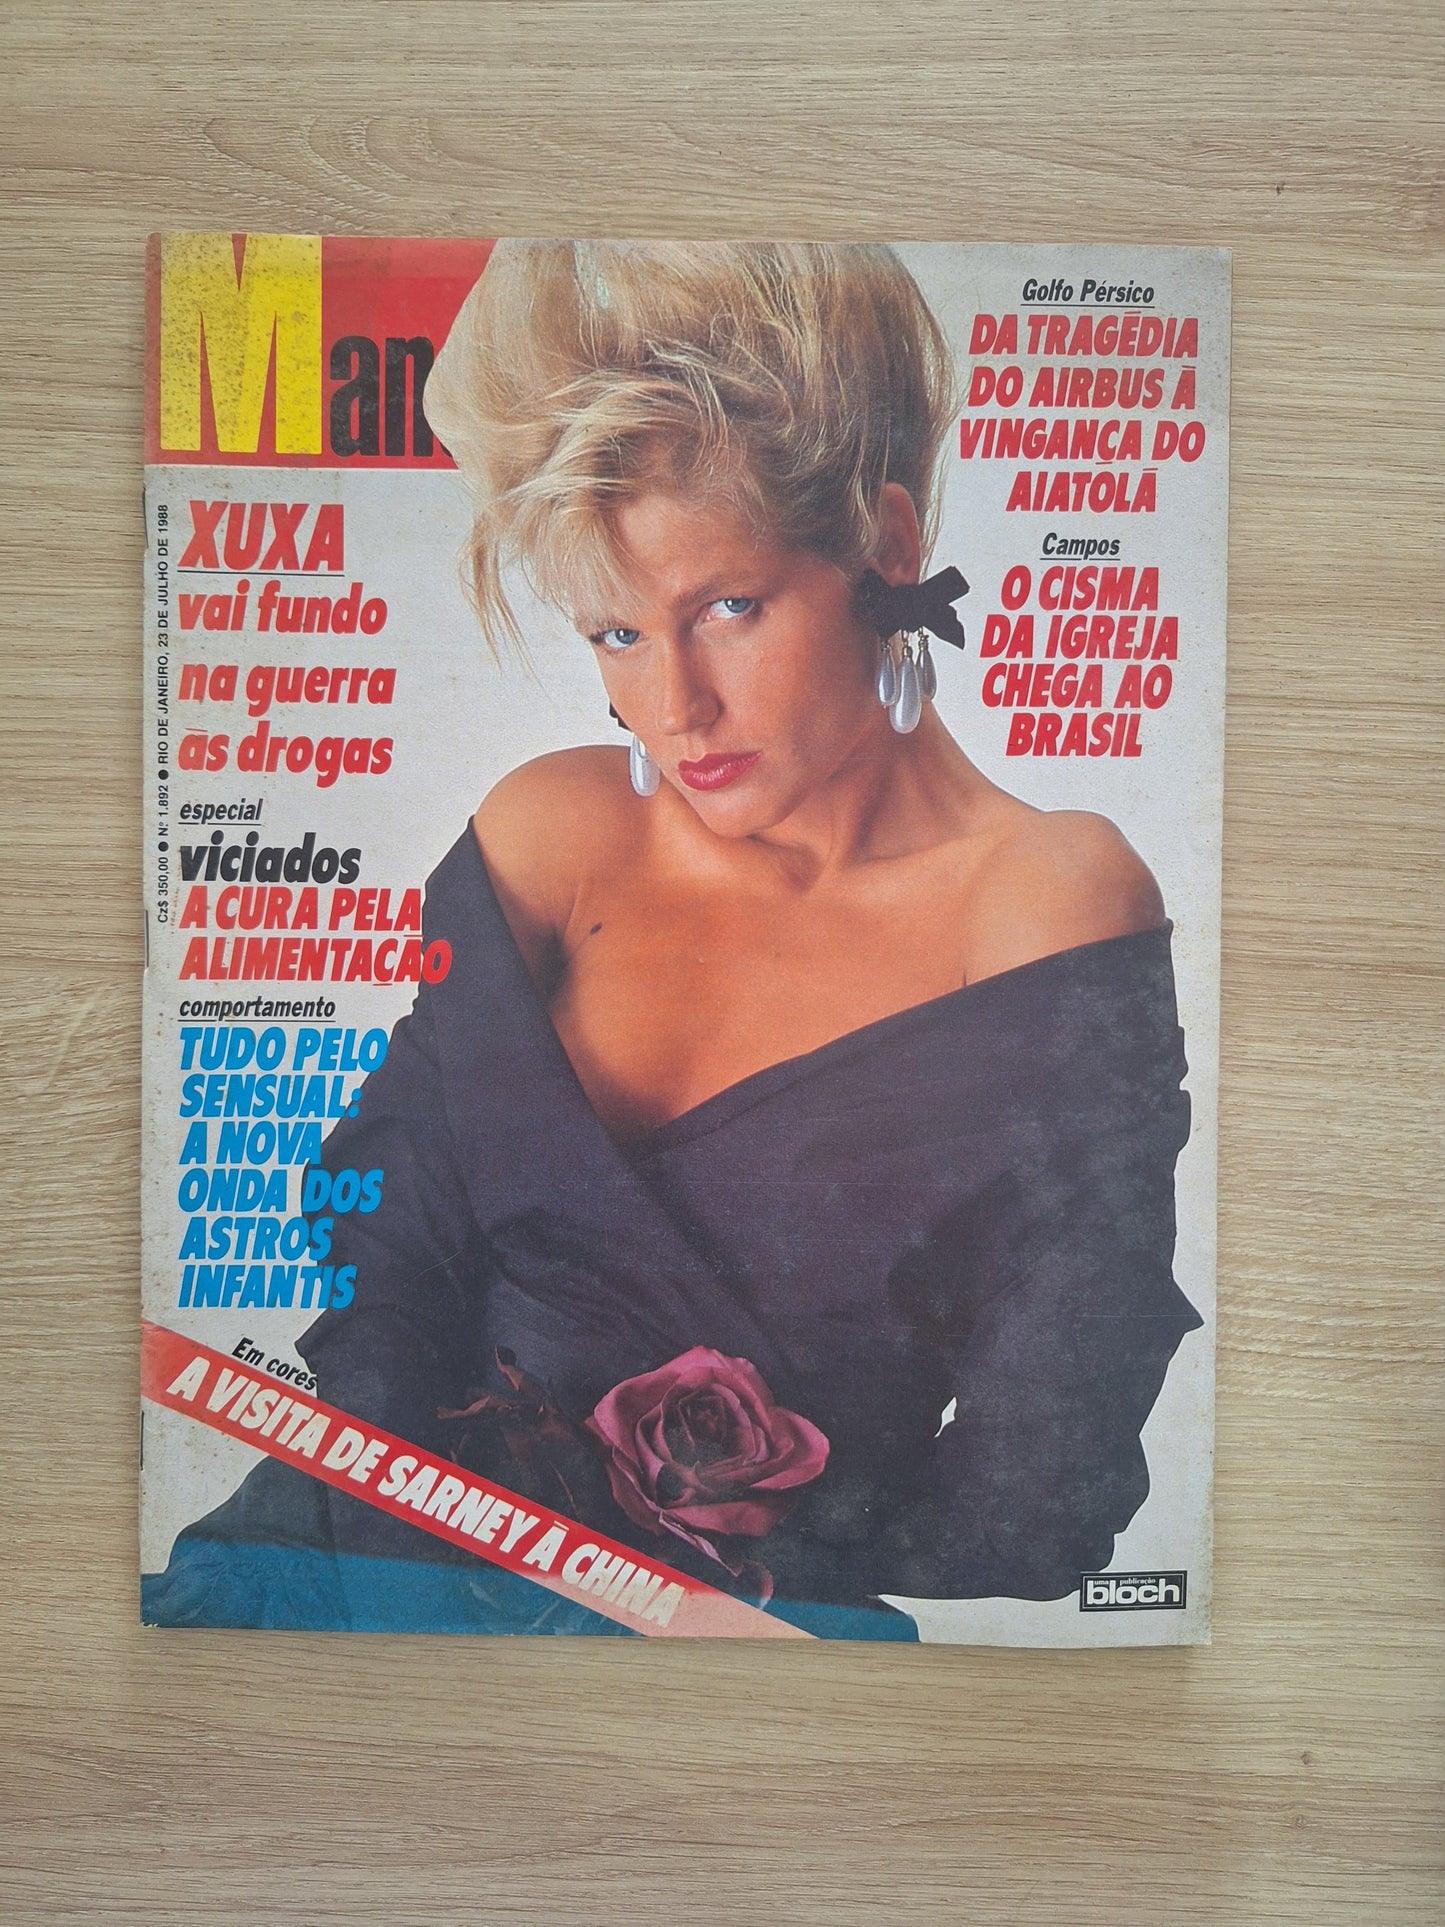 Man
Cz$ 350,00 ● Nº 1.892 ● RIO DE JANEIRO, 23 DE JULHO DE 1988
XUXA
vai fundo
na guerra
às drogas
especial
viciados
A CURA PELA
ALIMENTAÇÃO
comportamento
TUDO PELO
SENSUAL:
A NOVA
ONDA DOS
ASTROS
INFANTIS
Em cores
A VISITA DE SARNEY À CHINA
Golfo Pérsico
DA TRAGÉDIA
DO AIRBUS À
VINGANÇA DO
AIATOLÁ
Campos
O CISMA
DA IGREJA
CHEGA AO
BRASIL
uma publicação
bloch